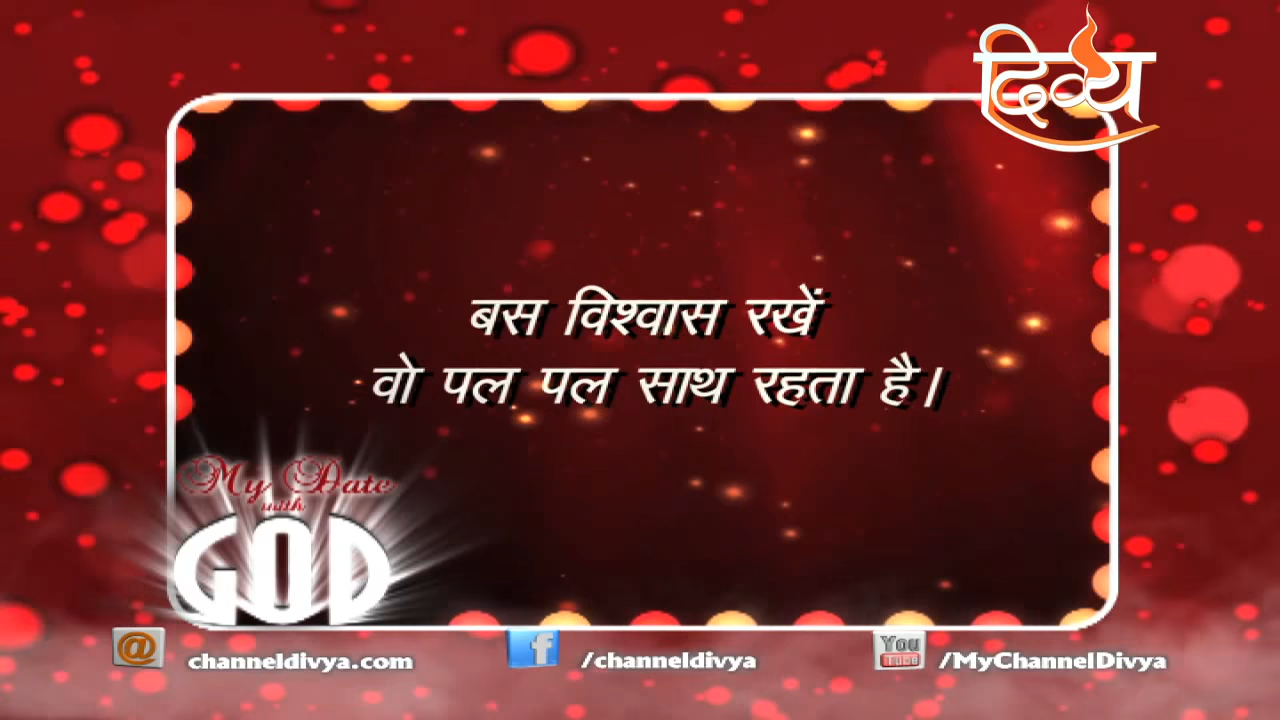 दिव्य
बस विश्वास रखें
वो पल पल साथ रहता है।
My Date
with
GOD
@ channeldivya.com
f /channeldivya
You Tube /MyChannelDivya